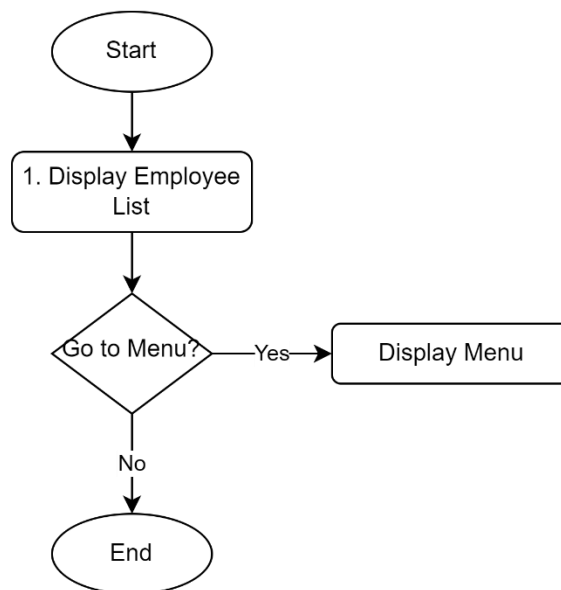 Start
1. Display Employee
List
Go to Menu?
Yes
Display Menu
No
End